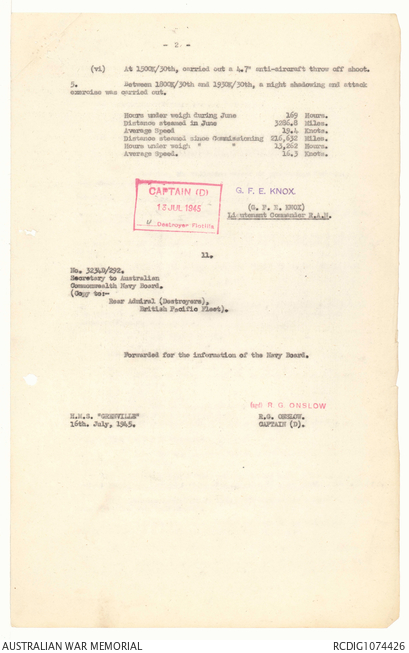 - 2 -
(vi) At 1500K/30th, carried out a 4.7" anti-aircraft throw off shoot.
5. Between 1800K/30th and 1930K/30th, a night shadowing and attack
exercise was carried out.
Hours under weigh during June 169 Hours.
Distance steamed in June 3286.8 Miles.
Average Speed 19.4 Knots.
Distance steamed since Commissioning 216,632 Miles.
Hours under weigh " " 13,262 Hours.
Average Speed. 16.3 Knots.
CAPTAIN (D)
13 JUL 1945
4 Destroyer Flotilla
G. F. E. KNOX.
(G. F. E. KNOX)
Lieutenant Commander R.A.N.
11.
No. 3234D/292.
Secretary to Australian
Commonwealth Navy Board.
(Copy to:-
Rear Admiral (Destroyers),
British Pacific Fleet).
Forwarded for the information of the Navy Board.
R. G. ONSLOW
H.M.S. "GRENVILLE"
R.G. ONSLOW.
16th. July, 1945.
CAPTAIN (D).
AUSTRALIAN WAR MEMORIAL
RCDIG1074426